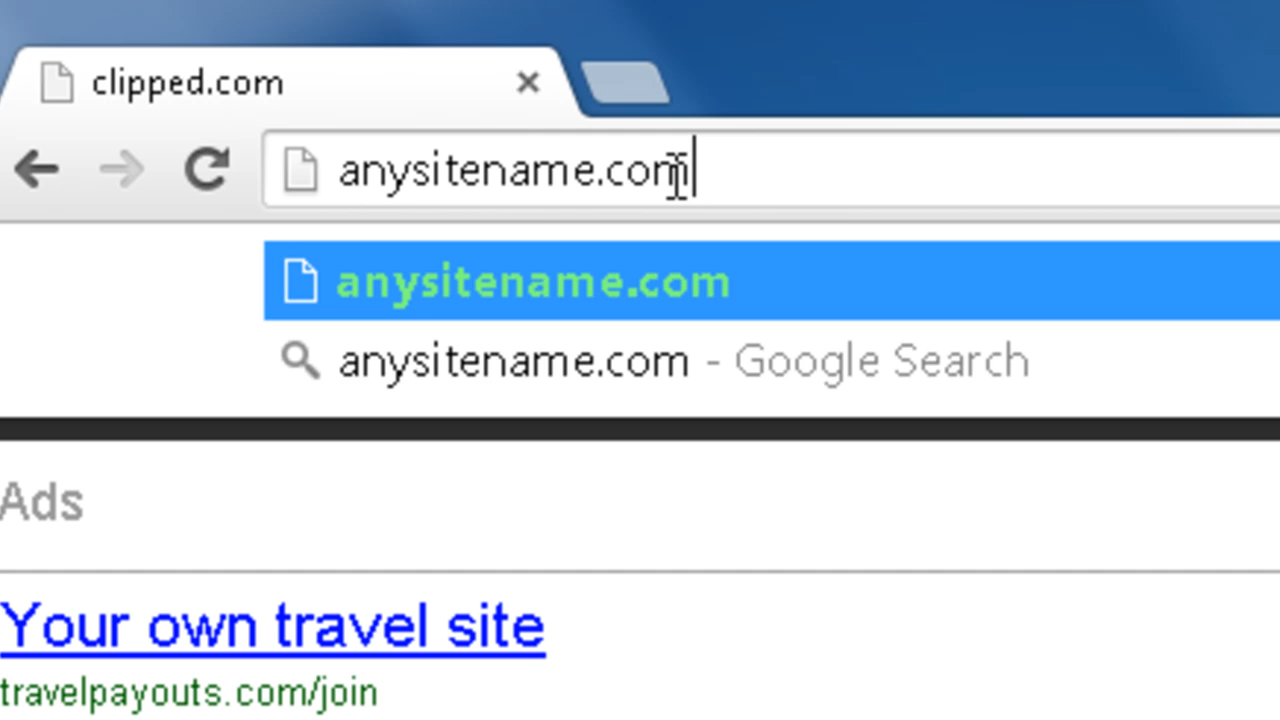 clipped.com
anysitename.com
anysitename.com
anysitename.com - Google Search
Ads
Your own travel site
travelpayouts.com/join